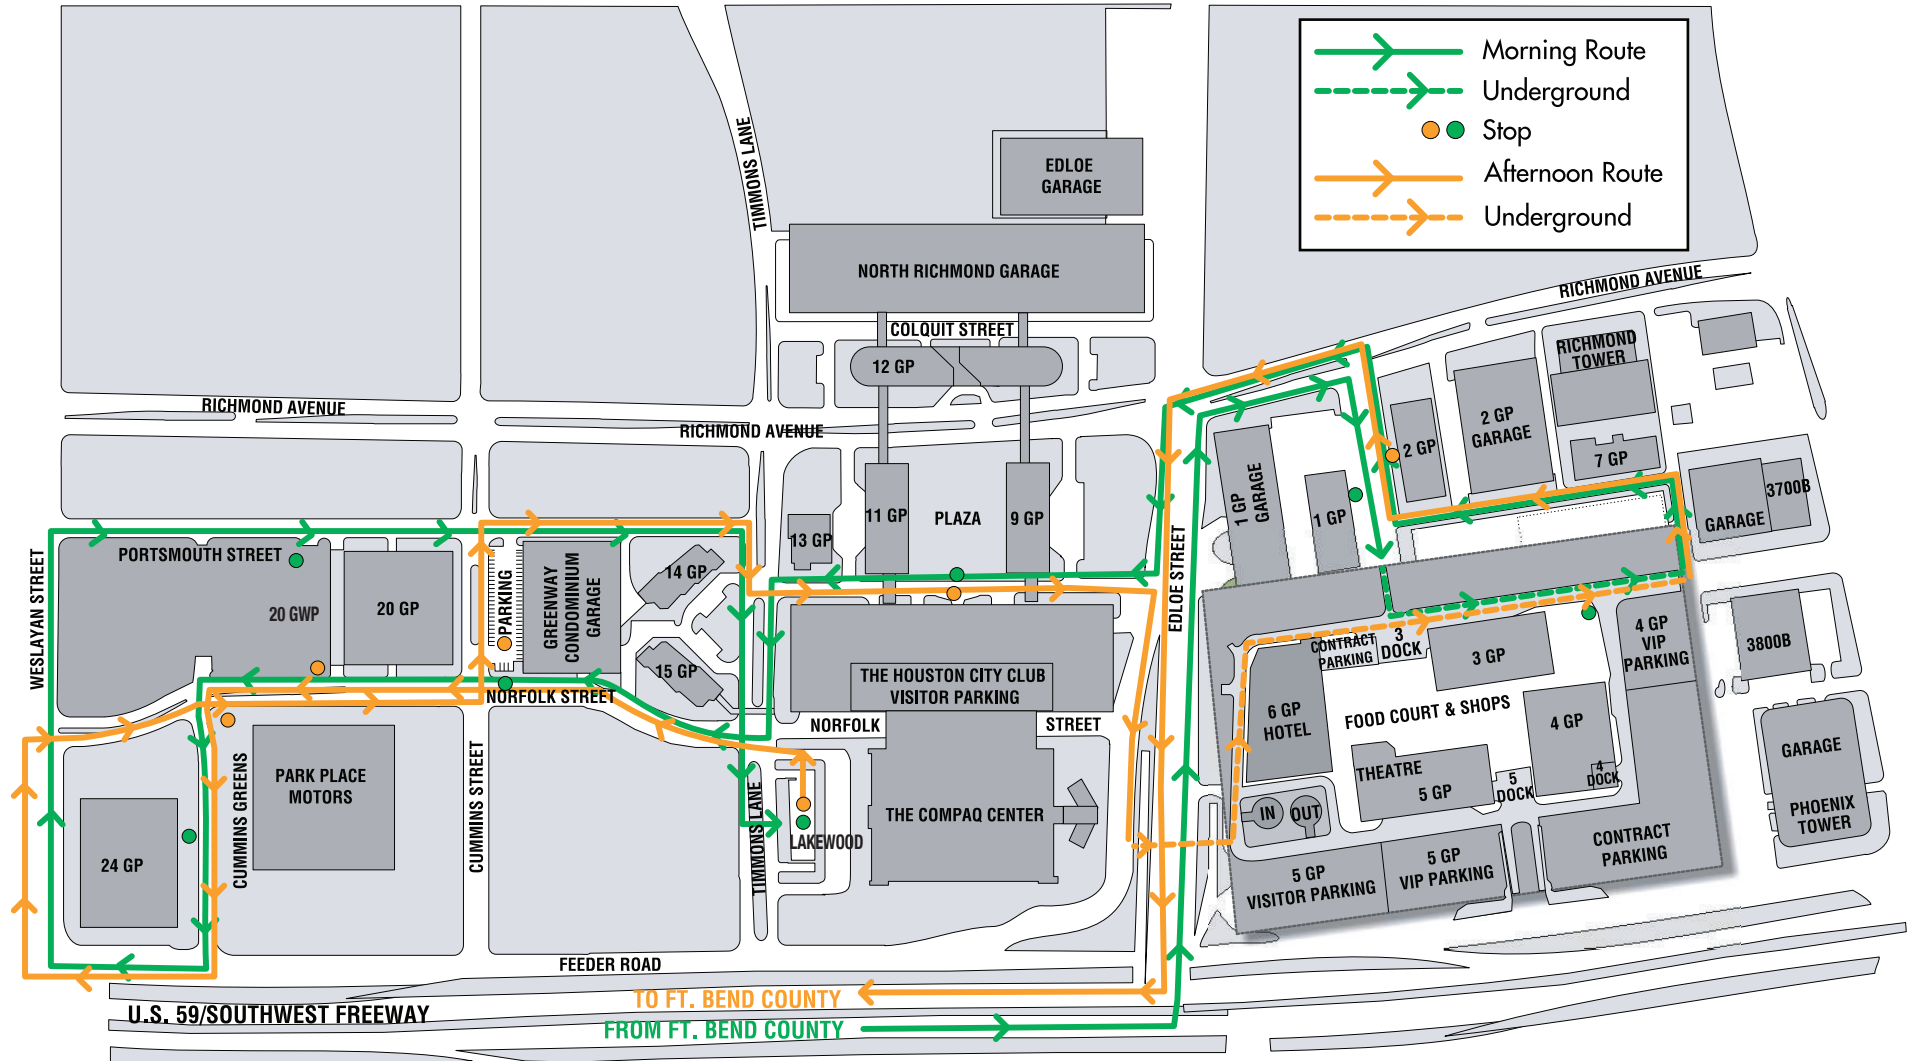 Morning Route
Underground
Stop
Afternoon Route
Underground
TIMMONS LANE
EDLOE
GARAGE
NORTH RICHMOND GARAGE
COLQUIT STREET
12 GP
RICHMOND AVENUE
RICHMOND AVENUE
RICHMOND AVENUE
RICHMOND
TOWER
2 GP
2 GP
GARAGE
7 GP
1 GP
GARAGE
1 GP
GARAGE
3700B
11 GP
PLAZA
9 GP
13 GP
14 GP
15 GP
WESLAYAN STREET
PORTSMOUTH STREET
20 GWP
20 GP
PARKING
GREENWAY
CONDOMINIUM
GARAGE
EDLOE STREET
NORFOLK STREET
THE HOUSTON CITY CLUB
VISITOR PARKING
NORFOLK
STREET
CONTRACT
PARKING
3
DOCK
3 GP
4 GP
VIP
PARKING
3800B
6 GP
HOTEL
FOOD COURT & SHOPS
4 GP
4
DOCK
THEATRE
5 GP
5
DOCK
IN
OUT
GARAGE
PHOENIX
TOWER
CONTRACT
PARKING
5 GP
VISITOR PARKING
5 GP
VIP PARKING
24 GP
CUMMINS GREENS
PARK PLACE
MOTORS
CUMMINS STREET
TIMMONS LANE
LAKEWOOD
THE COMPAQ CENTER
FEEDER ROAD
TO FT. BEND COUNTY
U.S. 59/SOUTHWEST FREEWAY
FROM FT. BEND COUNTY